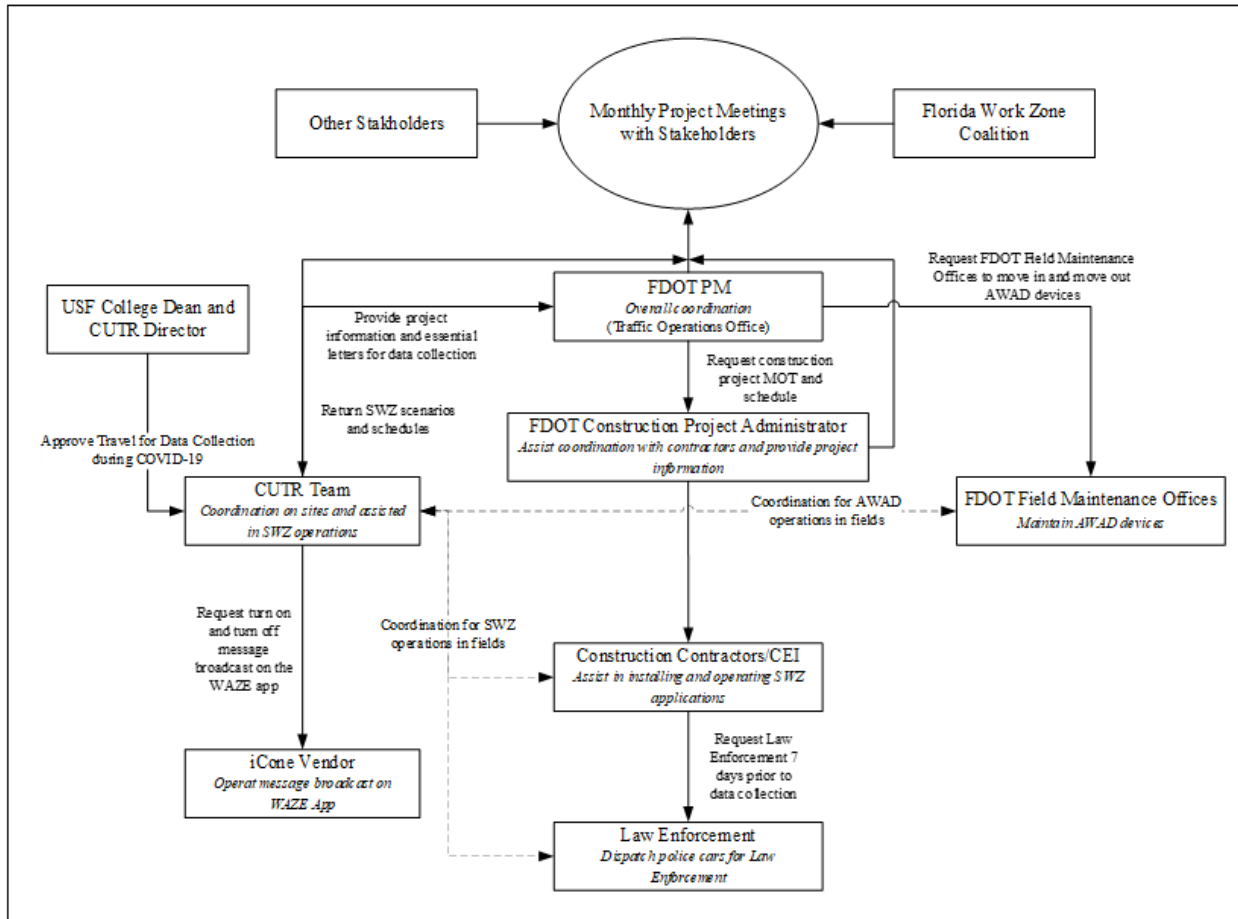 Other Stakholders
Monthly Project Meetings
with Stakeholders
Florida Work Zone
Coalition
Request FDOT Field Maintenance
Offices to move in and move out
AWAD devices
USF College Dean and
CUTR Director
FDOT PM
Overall coordination
(Traffic Operations Office)
Provide project
information and essential
letters for data collection
Request construction
project MOT and
schedule
Return SWZ scenarios
and schedules
FDOT Construction Project Administrator
Assist coordination with contractors and provide project
information
Approve Travel for Data Collection
during COVID-19
CUTR Team
Coordination on sites and assisted
in SWZ operations
Coordination for AWAD
operations in fields
FDOT Field Maintenance Offices
Maintain AWAD devices
Request turn on
and turn off
message
broadcast on the
WAZE app
Coordination for SWZ
operations in fields
Construction Contractors/CEI
Assist in installing and operating SWZ
applications
Request Law
Enforcement 7
days prior to
data collection
iCone Vendor
Operat message broadcast on
WAZE App
Law Enforcement
Dispatch police cars for Law
Enforcement